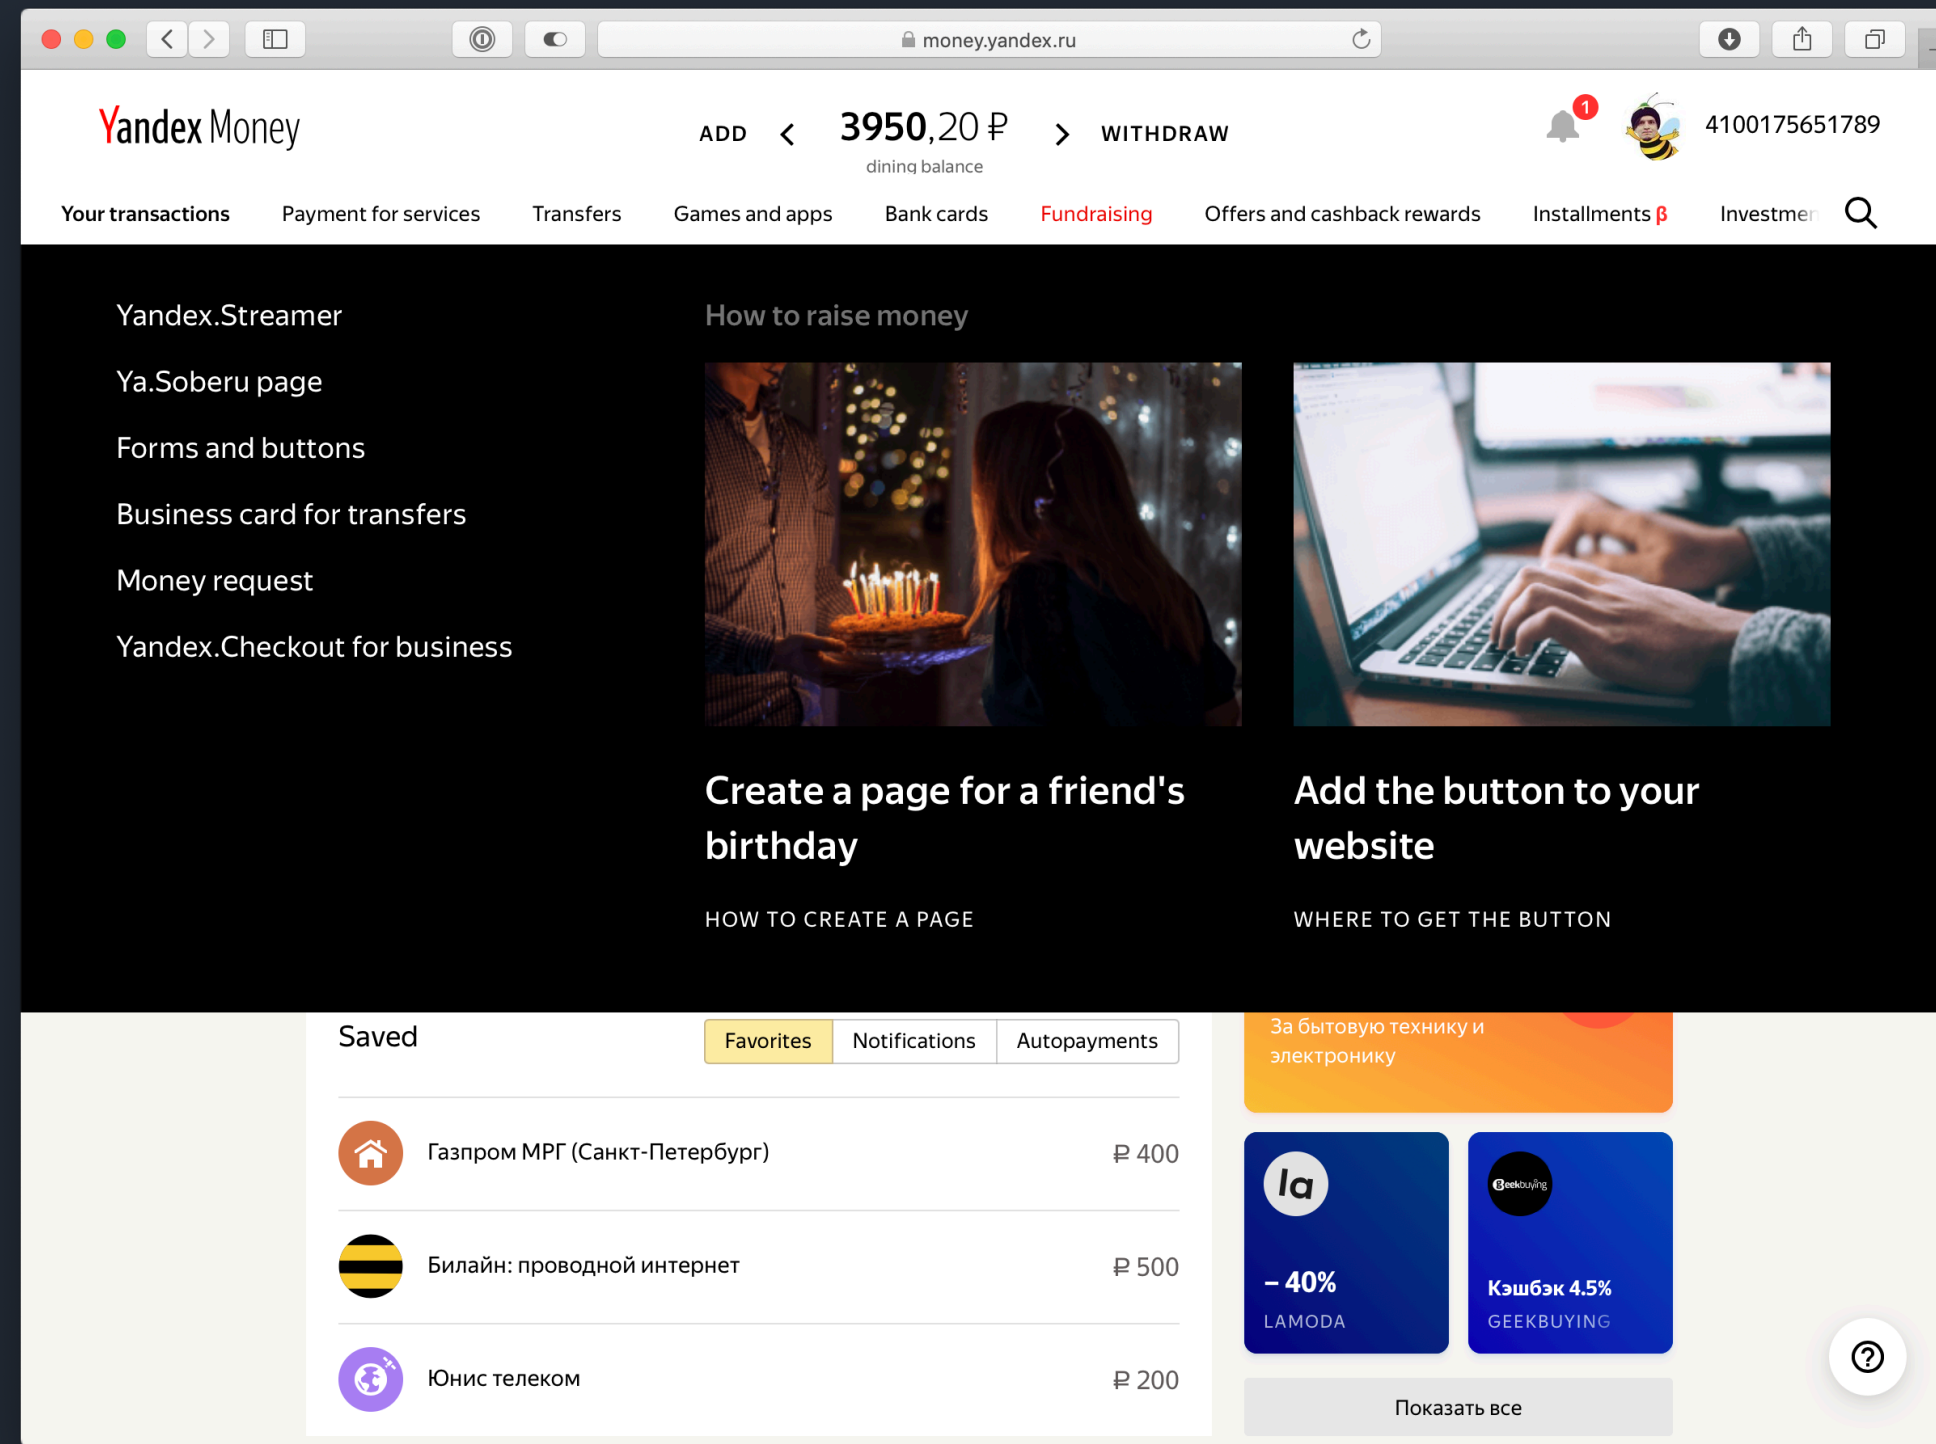 money.yandex.ru
Yandex Money
ADD
3950,20 ₽
WITHDRAW
1
4100175651789
dining balance
Your transactions
Payment for services
Transfers
Games and apps
Bank cards
Fundraising
Offers and cashback rewards
Installments β
Investmen
Yandex.Streamer
Ya.Soberu page
Forms and buttons
Business card for transfers
Money request
Yandex.Checkout for business
How to raise money
Create a page for a friend's
birthday
HOW TO CREATE A PAGE
Add the button to your
website
WHERE TO GET THE BUTTON
Saved
Favorites
Notifications
Autopayments
Газпром МРГ (Санкт-Петербург)
₽ 400
Билайн: проводной интернет
₽ 500
Юнис телеком
₽ 200
За бытовую технику и
электронику
la
– 40%
LAMODA
Geekbuying
Кэшбэк 4.5%
GEEKBUYING
Показать все